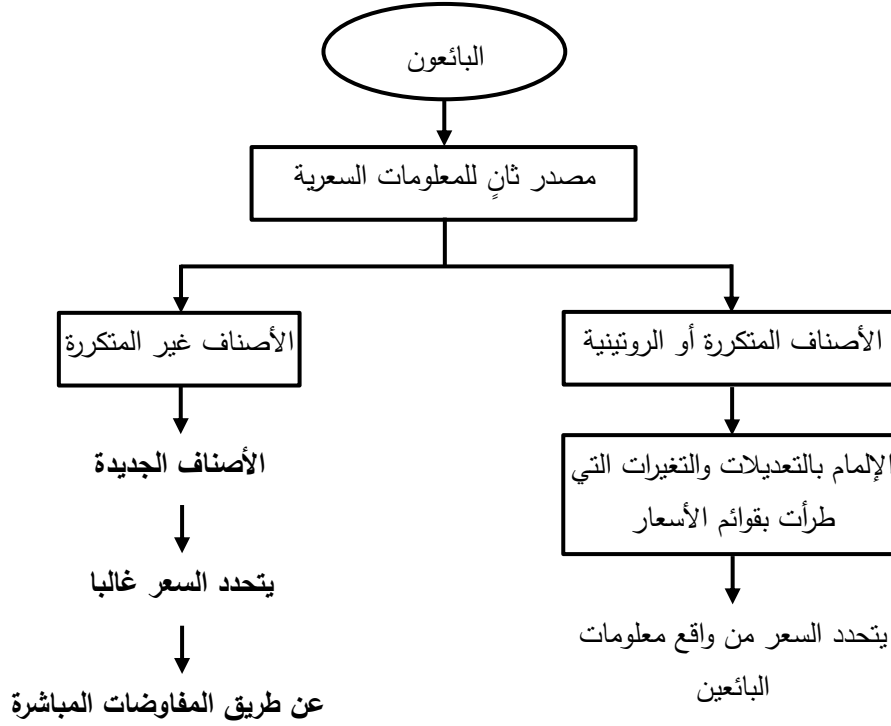 البائعون
مصدر ثانٍ للمعلومات السعرية
الأصناف المتكررة أو الروتينية
الإلمام بالتعديلات والتغيرات التي
طرأت بقوائم الأسعار
يتحدد السعر من واقع معلومات
البائعين
الأصناف غير المتكررة
الأصناف الجديدة
يتحدد السعر غالبا
عن طريق المفاوضات المباشرة